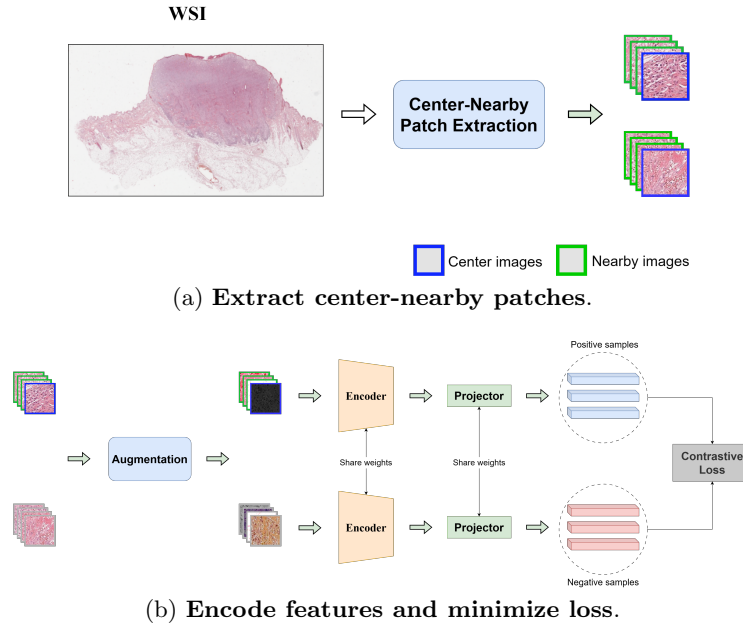 WSI
Center-Nearby
Patch Extraction
Center images
Nearby images
(a) Extract center-nearby patches.
Positive samples
Encoder
Projector
Augmentation
Share weights
Share weights
Contrastive
Loss
Encoder
Projector
Negative samples
(b) Encode features and minimize loss.